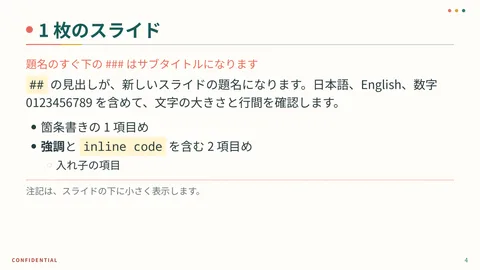 1 枚のスライド
題名のすぐ下の ### はサブタイトルになります
## の見出しが、新しいスライドの題名になります。日本語、English、数字
0123456789 を含めて、文字の大きさと行間を確認します。
箇条書きの 1 項目め
強調と inline code を含む 2 項目め
入れ子の項目
注記は、スライドの下に小さく表示します。
CONFIDENTIAL
4